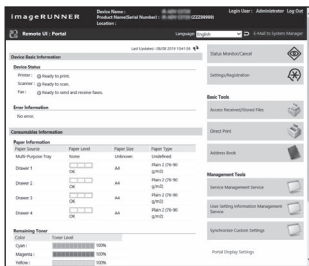 imageRUNNER
Device Name :
Product Name(Serial Number) : (ZZZ99999)
Location :
Login User : Administrator Log Out
Remote UI : Portal
Language: English
E-Mail to System Manager
Last Updated :
Device Basic Information
Device Status
Printer : Ready to print.
Scanner : Ready to scan.
Fax : Ready to send and receive faxes.
Error Information
No error.
Consumables Information
Paper Information
Paper Source Paper Level Paper Size Paper Type
Multi-Purpose Tray None Unknown Undefined
Drawer 1 OK A4 Plain 2 (76-90 g/m2)
Drawer 2 OK A4 Plain 2 (76-90 g/m2)
Drawer 3 OK A4 Plain 2 (76-90 g/m2)
Drawer 4 OK A4 Plain 2 (76-90 g/m2)
Remaining Toner
Color Toner Level
Cyan : 100%
Magenta : 100%
Yellow : 100%
Status Monitor/Cancel
Settings/Registration
Basic Tools
Access Received/Stored Files
Direct Print
Address Book
Management Tools
Service Management Service
User Setting Information Management Service
Synchronize Custom Settings
Portal Display Settings